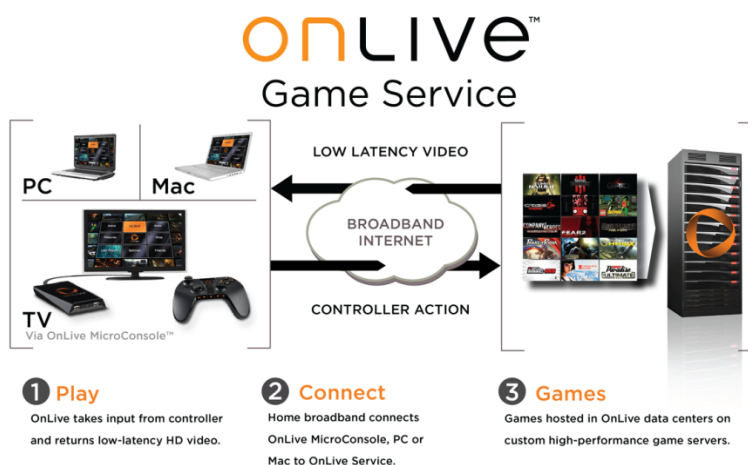 onLIVE™
Game Service
PC
Mac
TV
Via OnLive MicroConsole™
LOW LATENCY VIDEO
BROADBAND
INTERNET
CONTROLLER ACTION
FEAR2
ULTIMATE
1 Play
OnLive takes input from controller
and returns low-latency HD video.
2 Connect
Home broadband connects
OnLive MicroConsole, PC or
Mac to OnLive Service.
3 Games
Games hosted in OnLive data centers on
custom high-performance game servers.